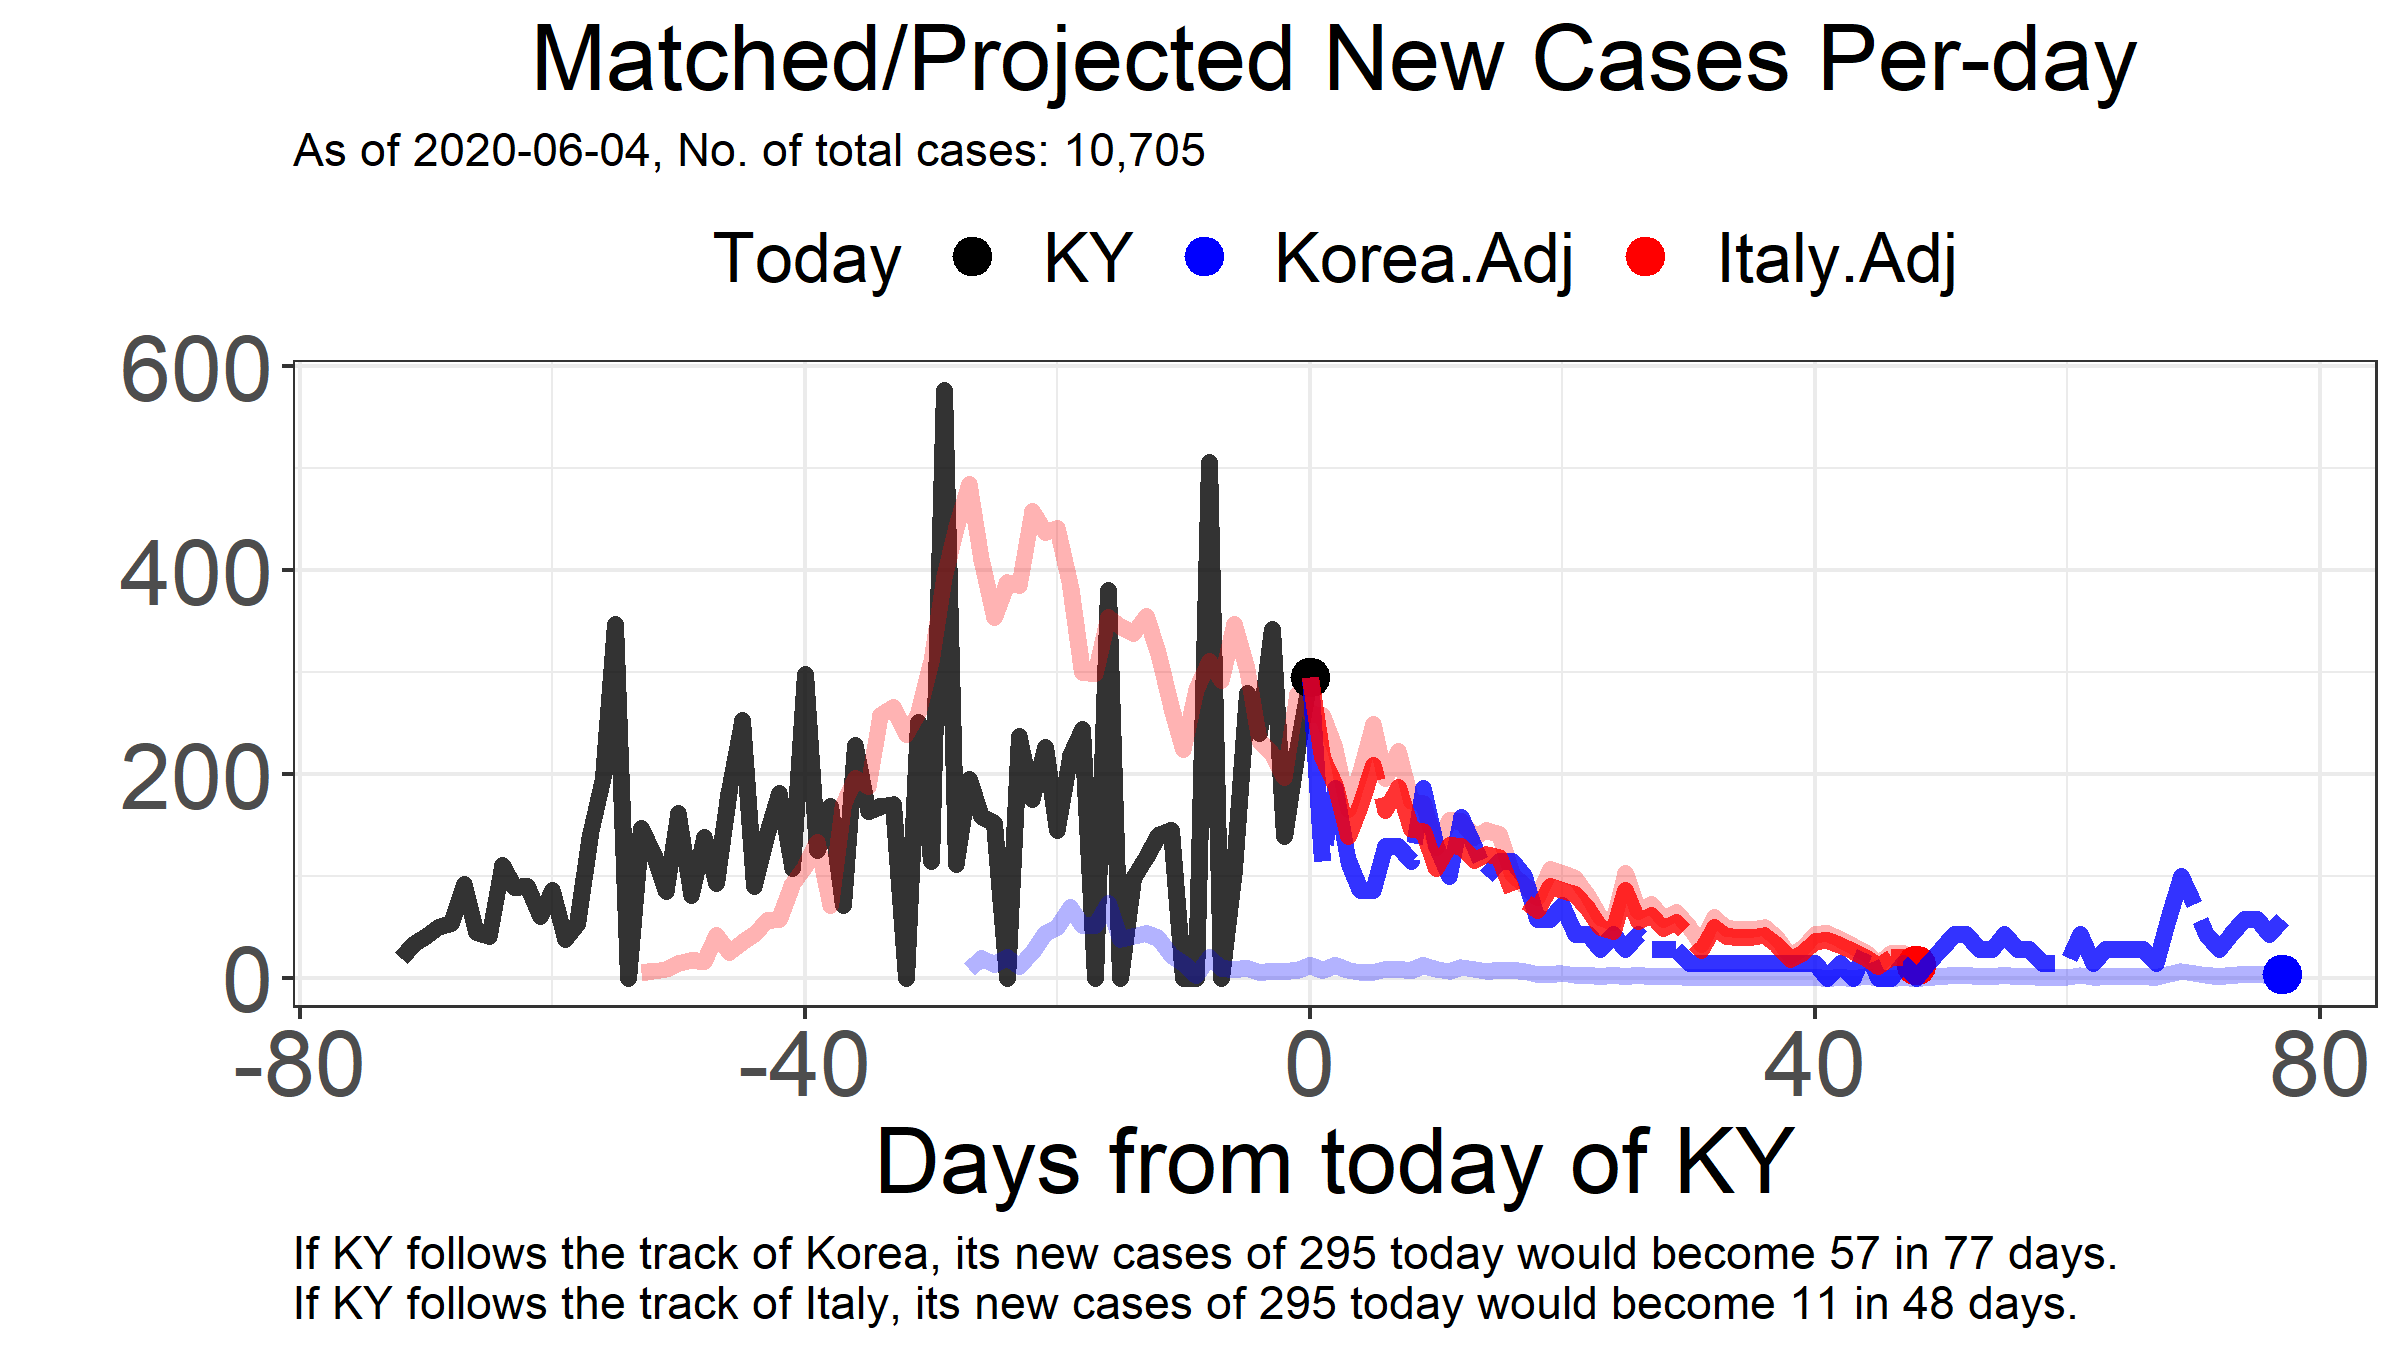 Matched/Projected New Cases Per-day
As of 2020-06-04, No. of total cases: 10,705
Today KY Korea.Adj Italy.Adj
600
400
200
0
-80 -40 0 40 80
Days from today of KY
If KY follows the track of Korea, its new cases of 295 today would become 57 in 77 days.
If KY follows the track of Italy, its new cases of 295 today would become 11 in 48 days.